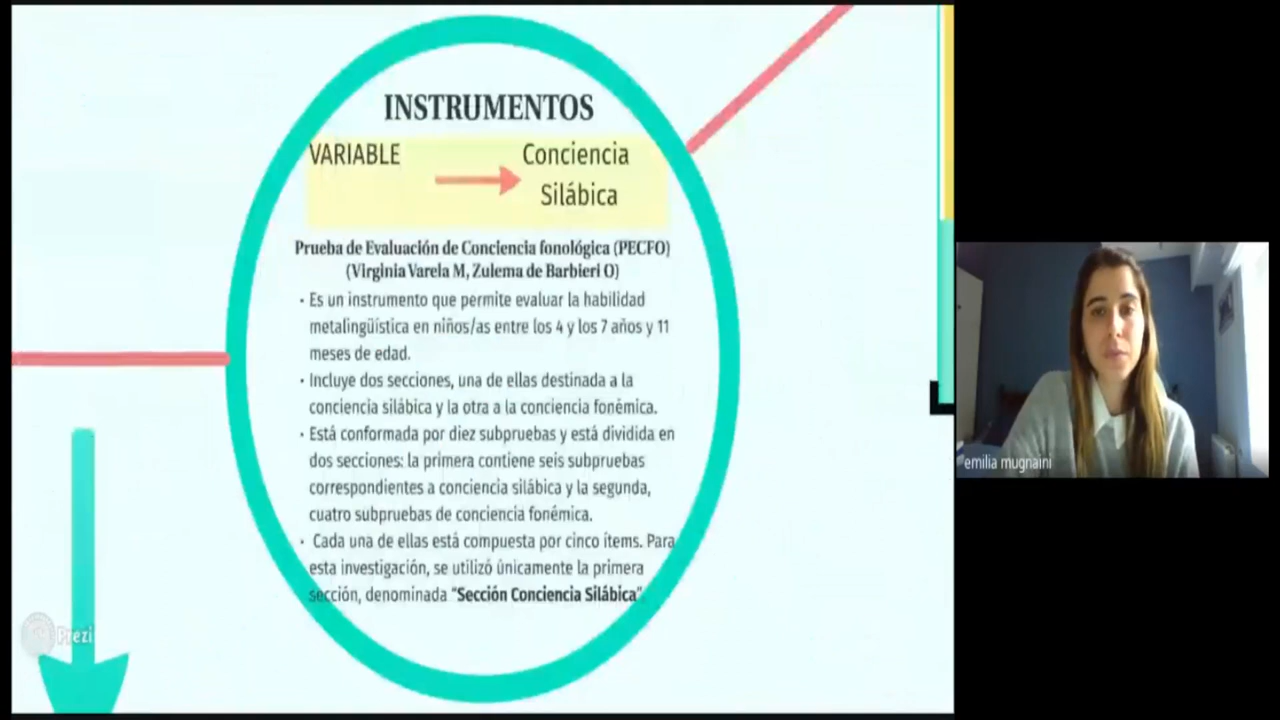 INSTRUMENTOS
VARIABLE
Conciencia
Silábica
Prueba de Evaluación de Conciencia fonológica (PECFO)
(Virginia Varela M, Zulema de Barbieri O)
• Es un instrumento que permite evaluar la habilidad
metalingüística en niños/as entre los 4 y los 7 años y 11
meses de edad.
• Incluye dos secciones, una de ellas destinada a la
conciencia silábica y la otra a la conciencia fonémica.
• Está conformada por diez subpruebas y está dividida en
dos secciones: la primera contiene seis subpruebas
correspondientes a conciencia silábica y la segunda,
cuatro subpruebas de conciencia fonémica.
• Cada una de ellas está compuesta por cinco ítems. Para
esta investigación, se utilizó únicamente la primera
sección, denominada "Sección Conciencia Silábica".
Prezi
emilia mugnaini